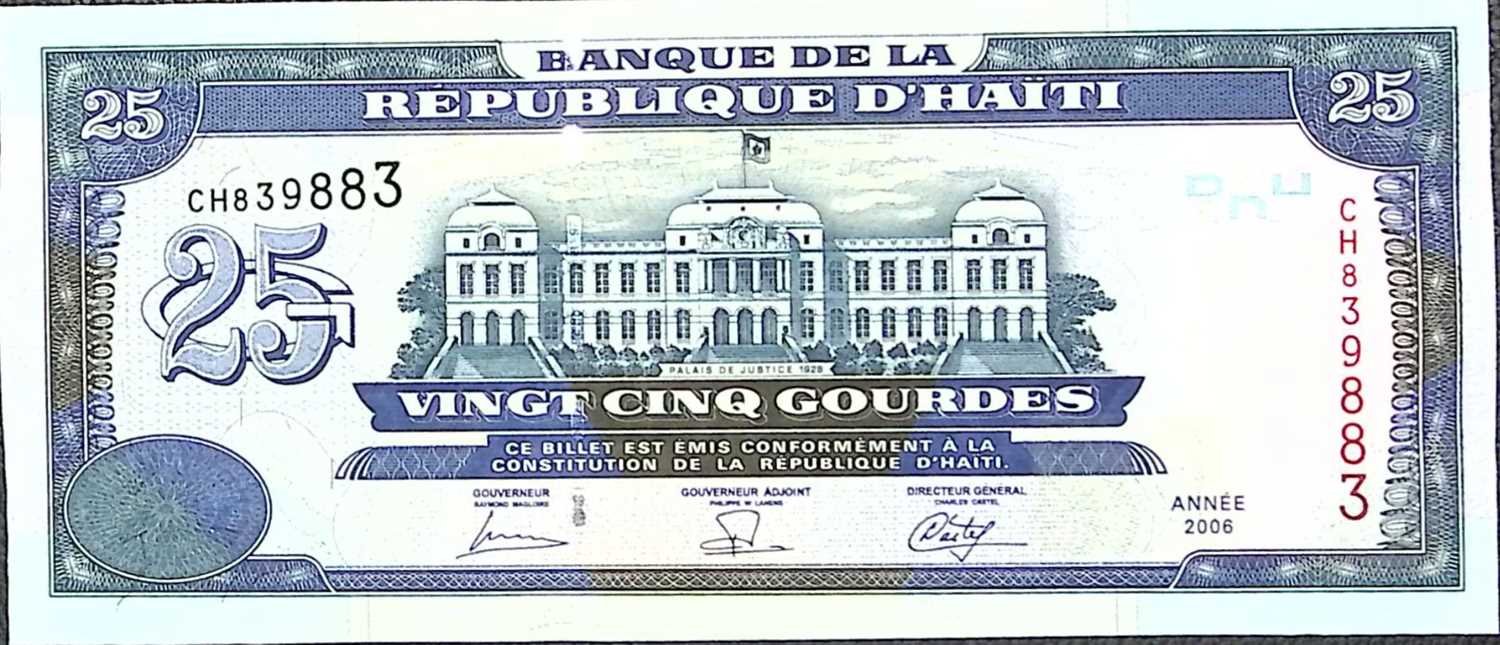 BANQUE DE LA
RÉPUBLIQUE D'HAÏTI
25
25
CH839883
25
CH839883
PALAIS DE JUSTICE 1928
VINGT CINQ GOURDES
CE BILLET EST ÉMIS CONFORMÉMENT À LA
CONSTITUTION DE LA RÉPUBLIQUE D'HAITI.
GOUVERNEUR
RAYMOND MAGLOIRE
GOUVERNEUR ADJOINT
PHILIPPE W LAHENS
DIRECTEUR GÉNÉRAL
CHARLES CASTEL
ANNÉE
2006